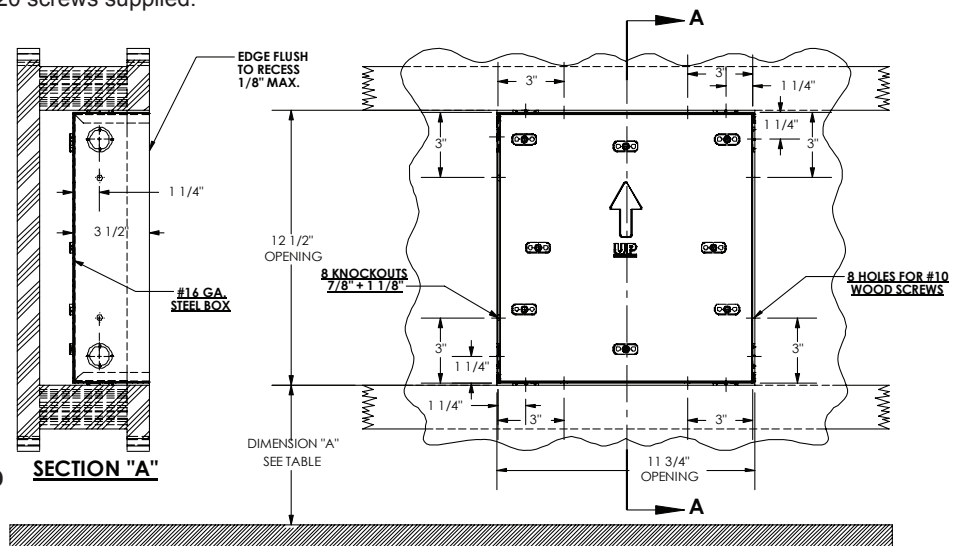 20 screws supplied.
A
EDGE FLUSH
TO RECESS
1/8" MAX.
3"
3"
1 1/4"
1 1/4"
3"
3"
1 1/4"
3 1/2"
12 1/2"
OPENING
UP
#16 GA.
STEEL BOX
8 KNOCKOUTS
7/8" + 1 1/8"
8 HOLES FOR #10
WOOD SCREWS
3"
3"
1 1/4"
1 1/4"
3"
3"
DIMENSION "A"
SEE TABLE
11 3/4"
OPENING
SECTION "A"
A